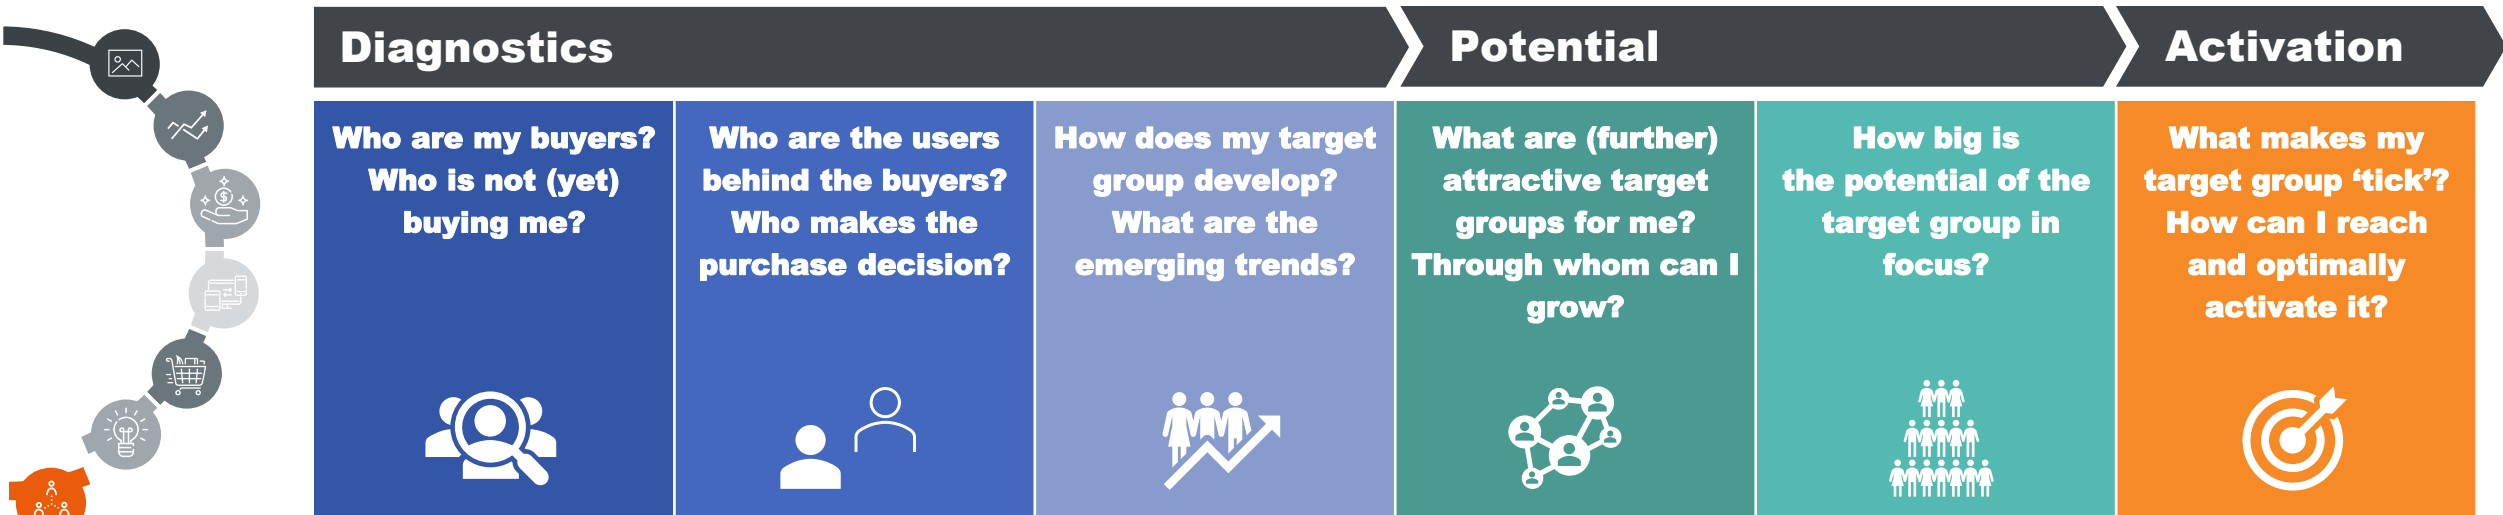 Diagnostics
Potential
Activation
Who are my buyers?
Who is not (yet)
buying me?
Who are the users
behind the buyers?
Who makes the
purchase decision?
How does my target
group develop?
What are the
emerging trends?
What are (further)
attractive target
groups for me?
Through whom can I
grow?
How big is
the potential of the
target group in
focus?
What makes my
target group ‘tick’?
How can I reach
and optimally
activate it?